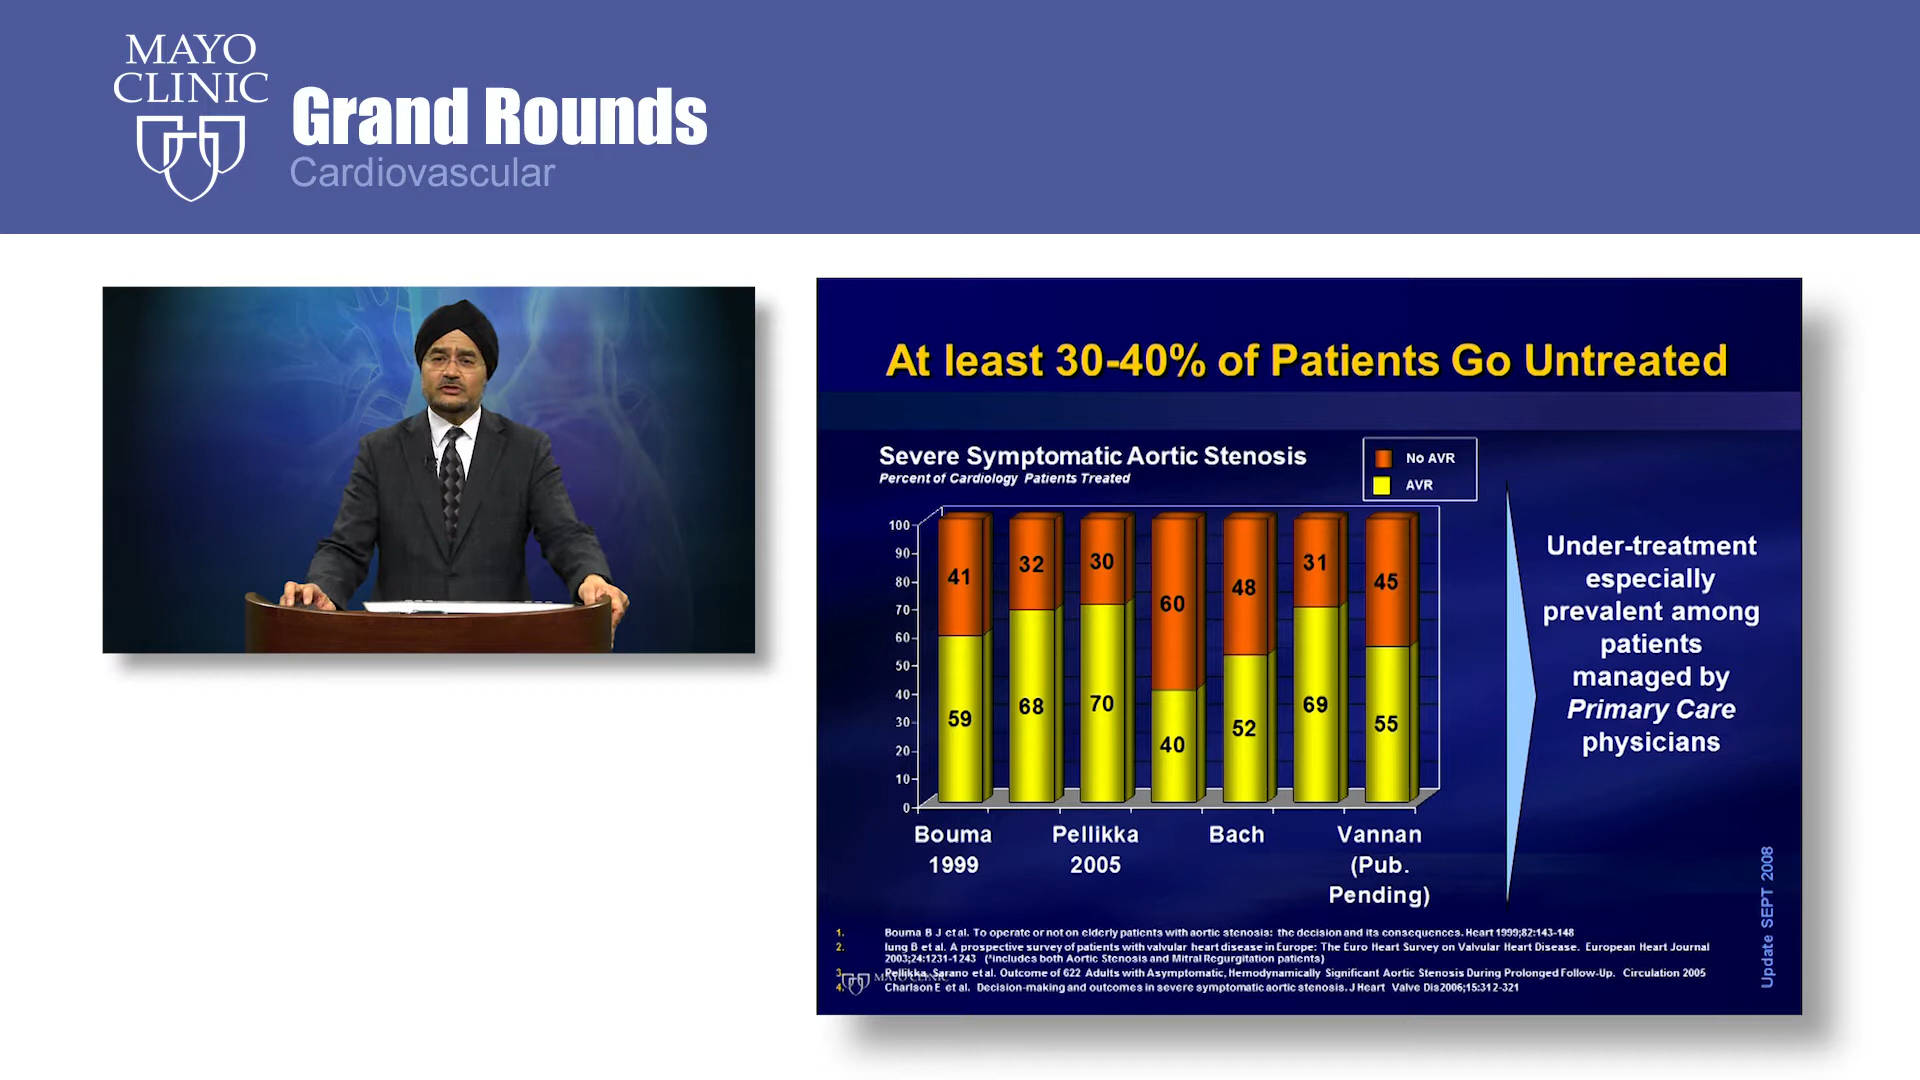 MAYO
CLINIC
Grand Rounds
Cardiovascular
At least 30-40% of Patients Go Untreated
Severe Symptomatic Aortic Stenosis
Percent of Cardiology Patients Treated
No AVR
AVR
100
90
80
70
60
50
40
30
20
10
0
41
32
30
60
48
31
45
59
68
70
40
52
69
55
Bouma
1999
Pellikka
2005
Bach
Vannan
(Pub.
Pending)
Under-treatment
especially
prevalent among
patients
managed by
Primary Care
physicians
1. Bouma B J et al. To operate or not on elderly patients with aortic stenosis: the decision and its consequences. Heart 1999;82:143-148
2. Iung B et al. A prospective survey of patients with valvular heart disease in Europe: The Euro Heart Survey on Valvular Heart Disease. European Heart Journal
2003;24:1231-1243 (*includes both Aortic Stenosis and Mitral Regurgitation patients)
3. Pellikka, Sarano et al. Outcome of 622 Adults with Asymptomatic, Hemodynamically Significant Aortic Stenosis During Prolonged Follow-Up. Circulation 2005
MAYO CLINIC
4. Charlson E et al. Decision-making and outcomes in severe symptomatic aortic stenosis. J Heart Valve Dis2006;15:312-321
Update SEPT 2008